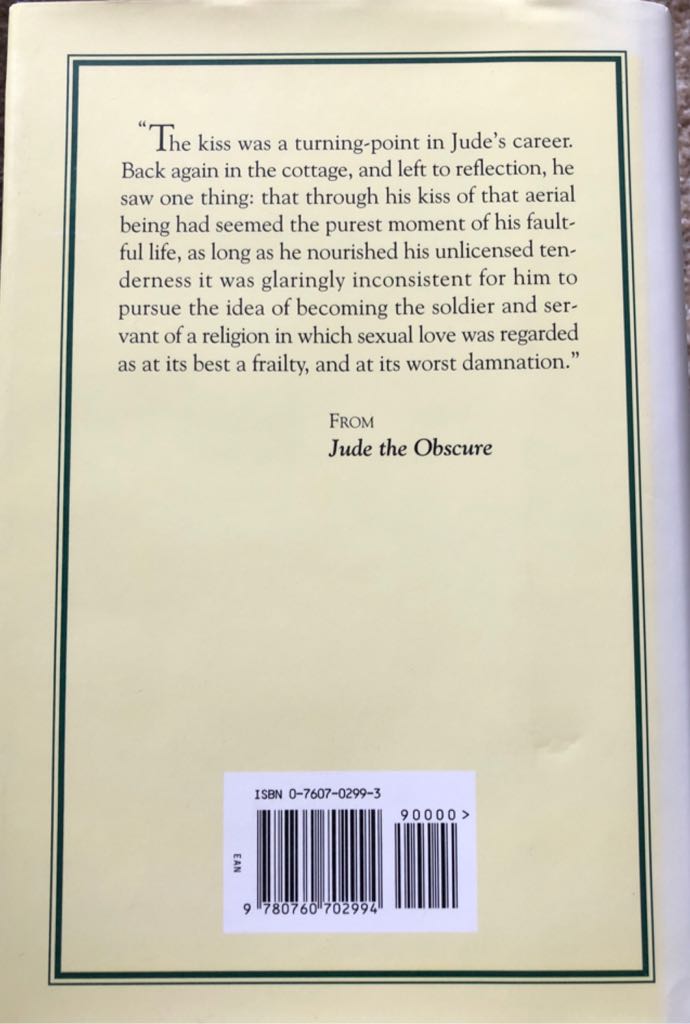 “The kiss was a turning-point in Jude’s career.
Back again in the cottage, and left to reflection, he
saw one thing: that through his kiss of that aerial
being had seemed the purest moment of his fault-
ful life, as long as he nourished his unlicensed ten-
derness it was glaringly inconsistent for him to
pursue the idea of becoming the soldier and ser-
vant of a religion in which sexual love was regarded
as at its best a frailty, and at its worst damnation.”
FROM
Jude the Obscure
ISBN 0-7607-0299-3
90000>
EAN
9 780760 702994